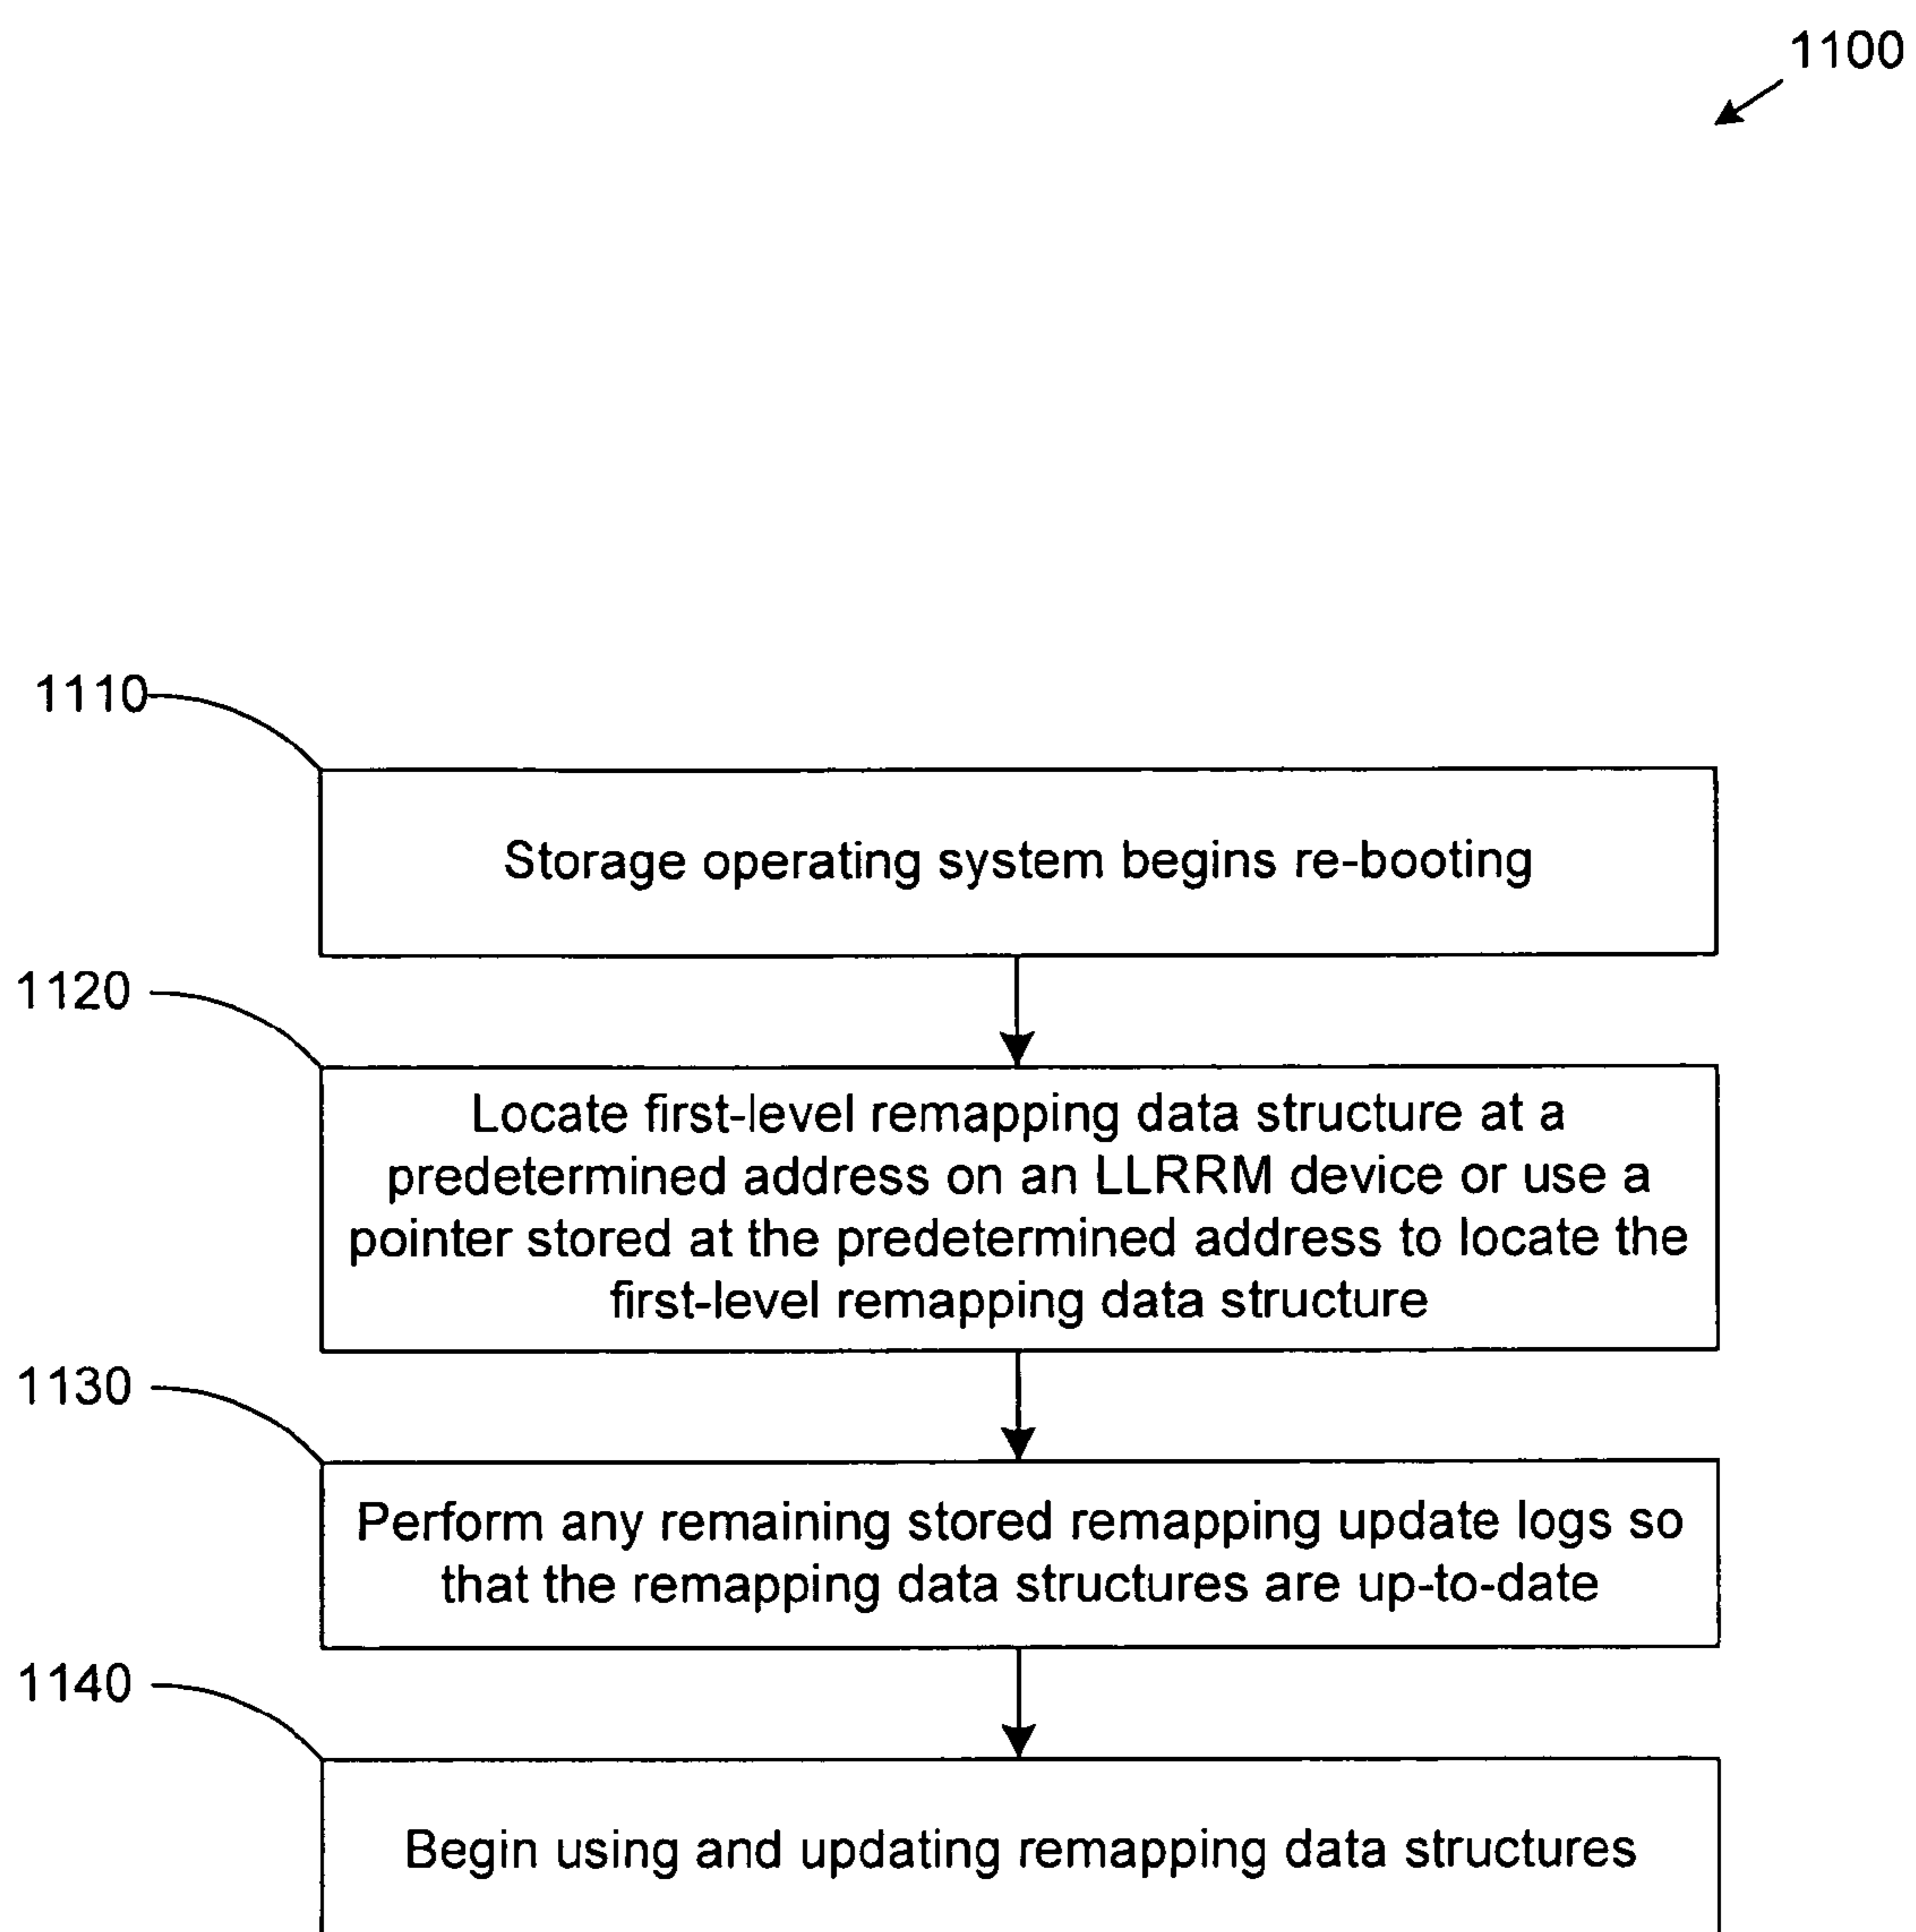 1100
1110
Storage operating system begins re-booting
1120
Locate first-level remapping data structure at a
predetermined address on an LLRRM device or use a
pointer stored at the predetermined address to locate the
first-level remapping data structure
1130
Perform any remaining stored remapping update logs so
that the remapping data structures are up-to-date
1140
Begin using and updating remapping data structures